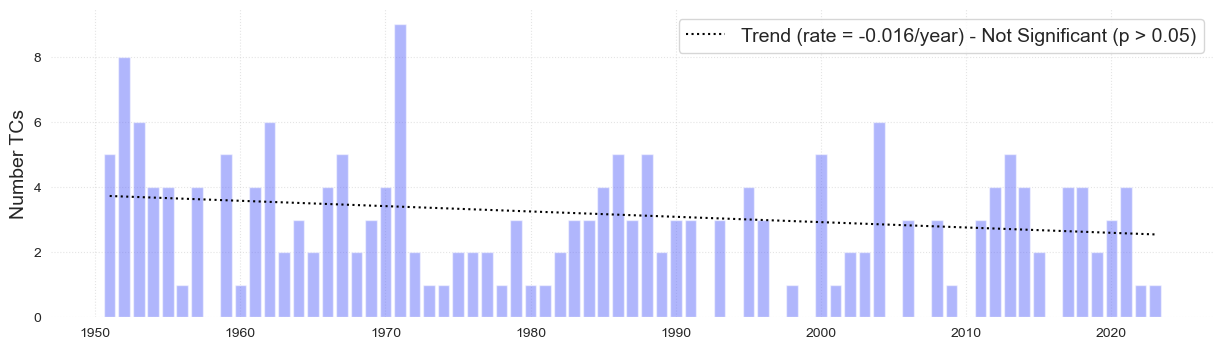 Trend (rate = -0.016/year) - Not Significant (p > 0.05)
Number TCs
8
6
4
2
0
1950 1960 1970 1980 1990 2000 2010 2020